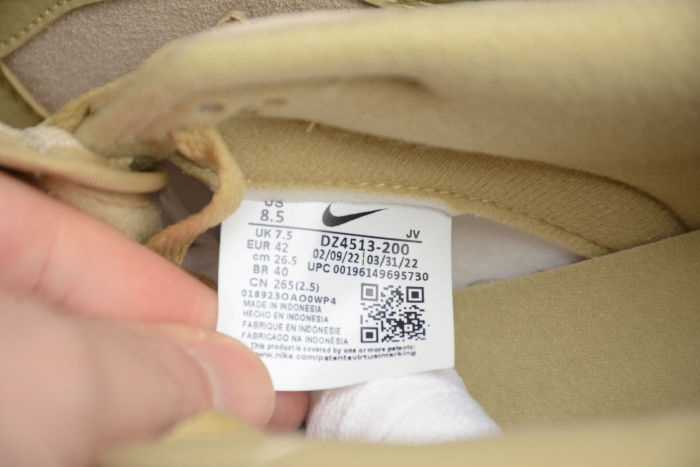 US
8.5
JV
UK 7.5
DZ4513-200
EUR 42
02/09/22 | 03/31/22
cm 26.5
UPC 00196149695730
BR 40
CN 265(2.5)
018923OAO0WP4
MADE IN INDONESIA
HECHO EN INDONESIA
FABRIQUE EN INDONESIE
FABRICADO NA INDONÉSIA
This product is covered by one or more patents:
www.nike.com/patentsvirtualmarking